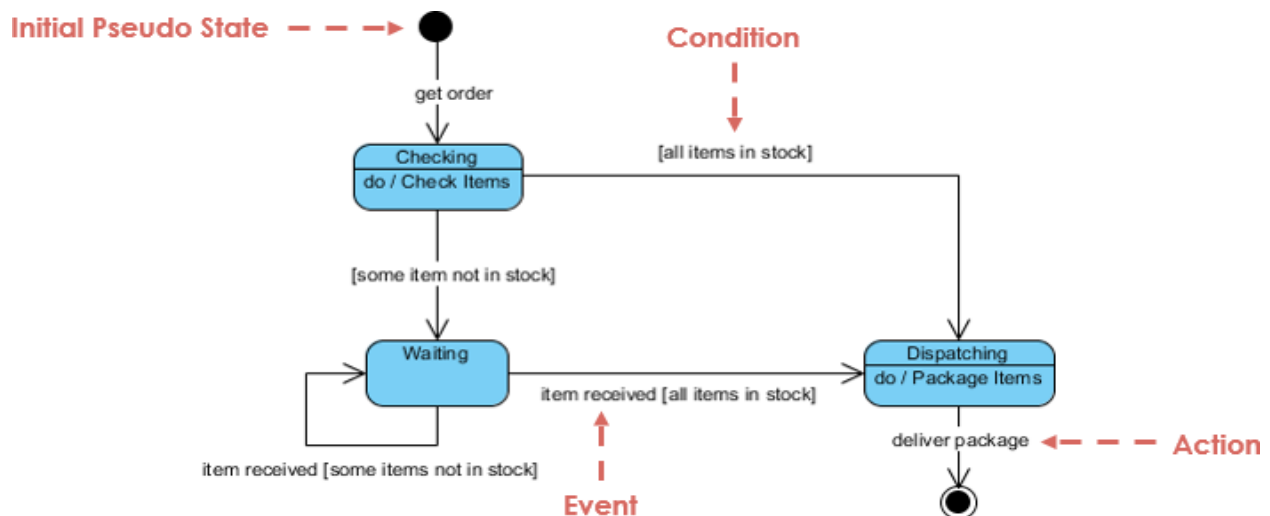 Initial Pseudo State
Condition
get order
[all items in stock]
Checking
do / Check Items
[some item not in stock]
Waiting
Dispatching
do / Package Items
item received [all items in stock]
deliver package
Action
item received [some items not in stock]
Event